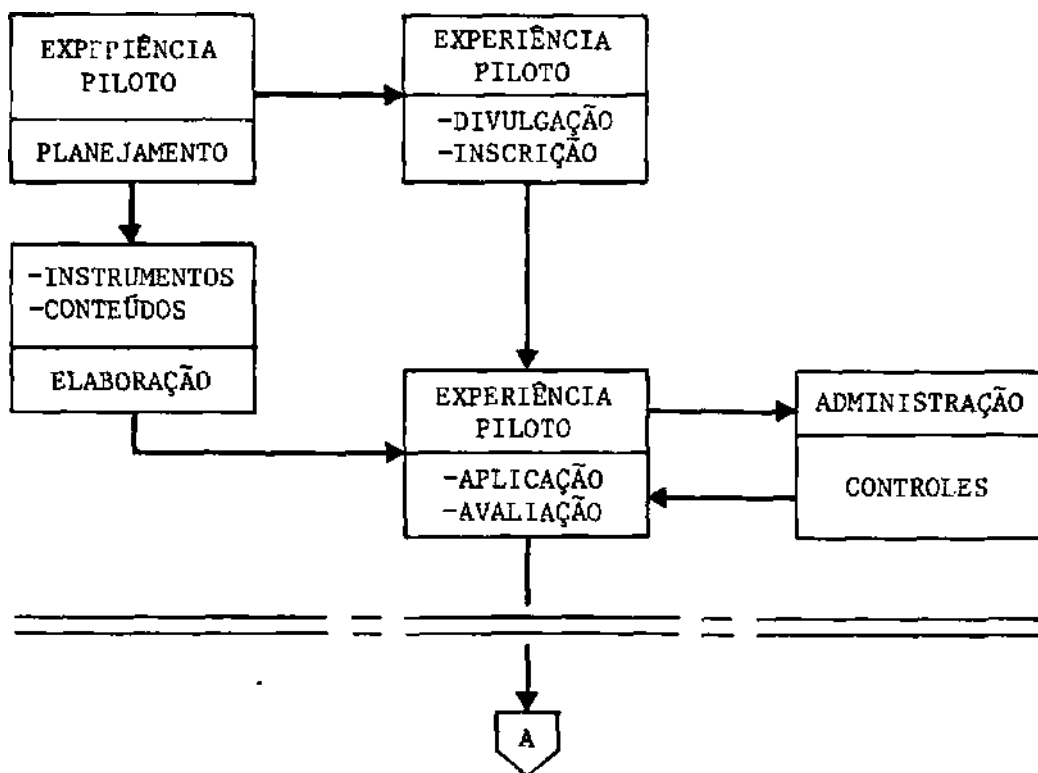 EXPERIÊNCIA
PILOTO
PLANEJAMENTO
EXPERIÊNCIA
PILOTO
-DIVULGAÇÃO
-INSCRIÇÃO
-INSTRUMENTOS
-CONTEÚDOS
ELABORAÇÃO
EXPERIÊNCIA
PILOTO
-APLICAÇÃO
-AVALIAÇÃO
ADMINISTRAÇÃO
CONTROLES
A